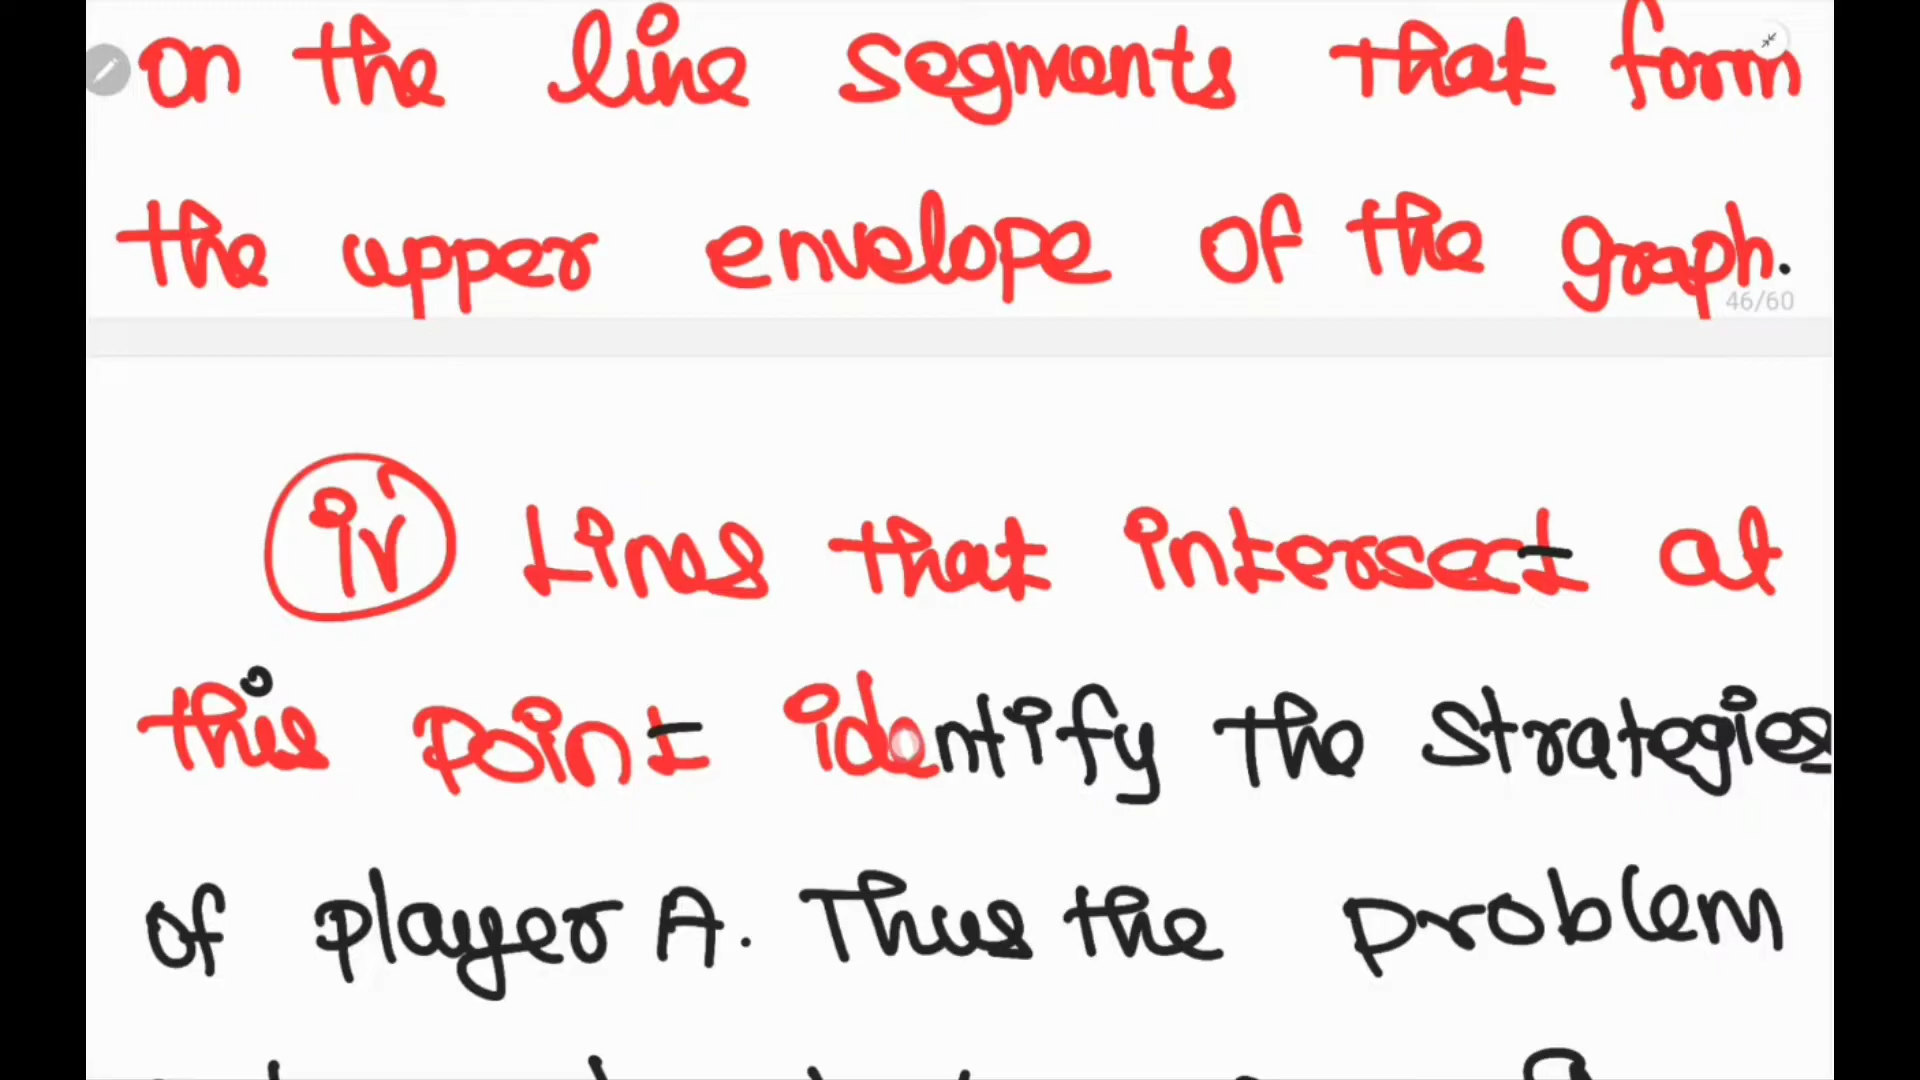 on the line segments that form
the upper envelope of the graph.
46/60
iv Lines that intersect at
this point identify the strategies
of player A. Thus the problem